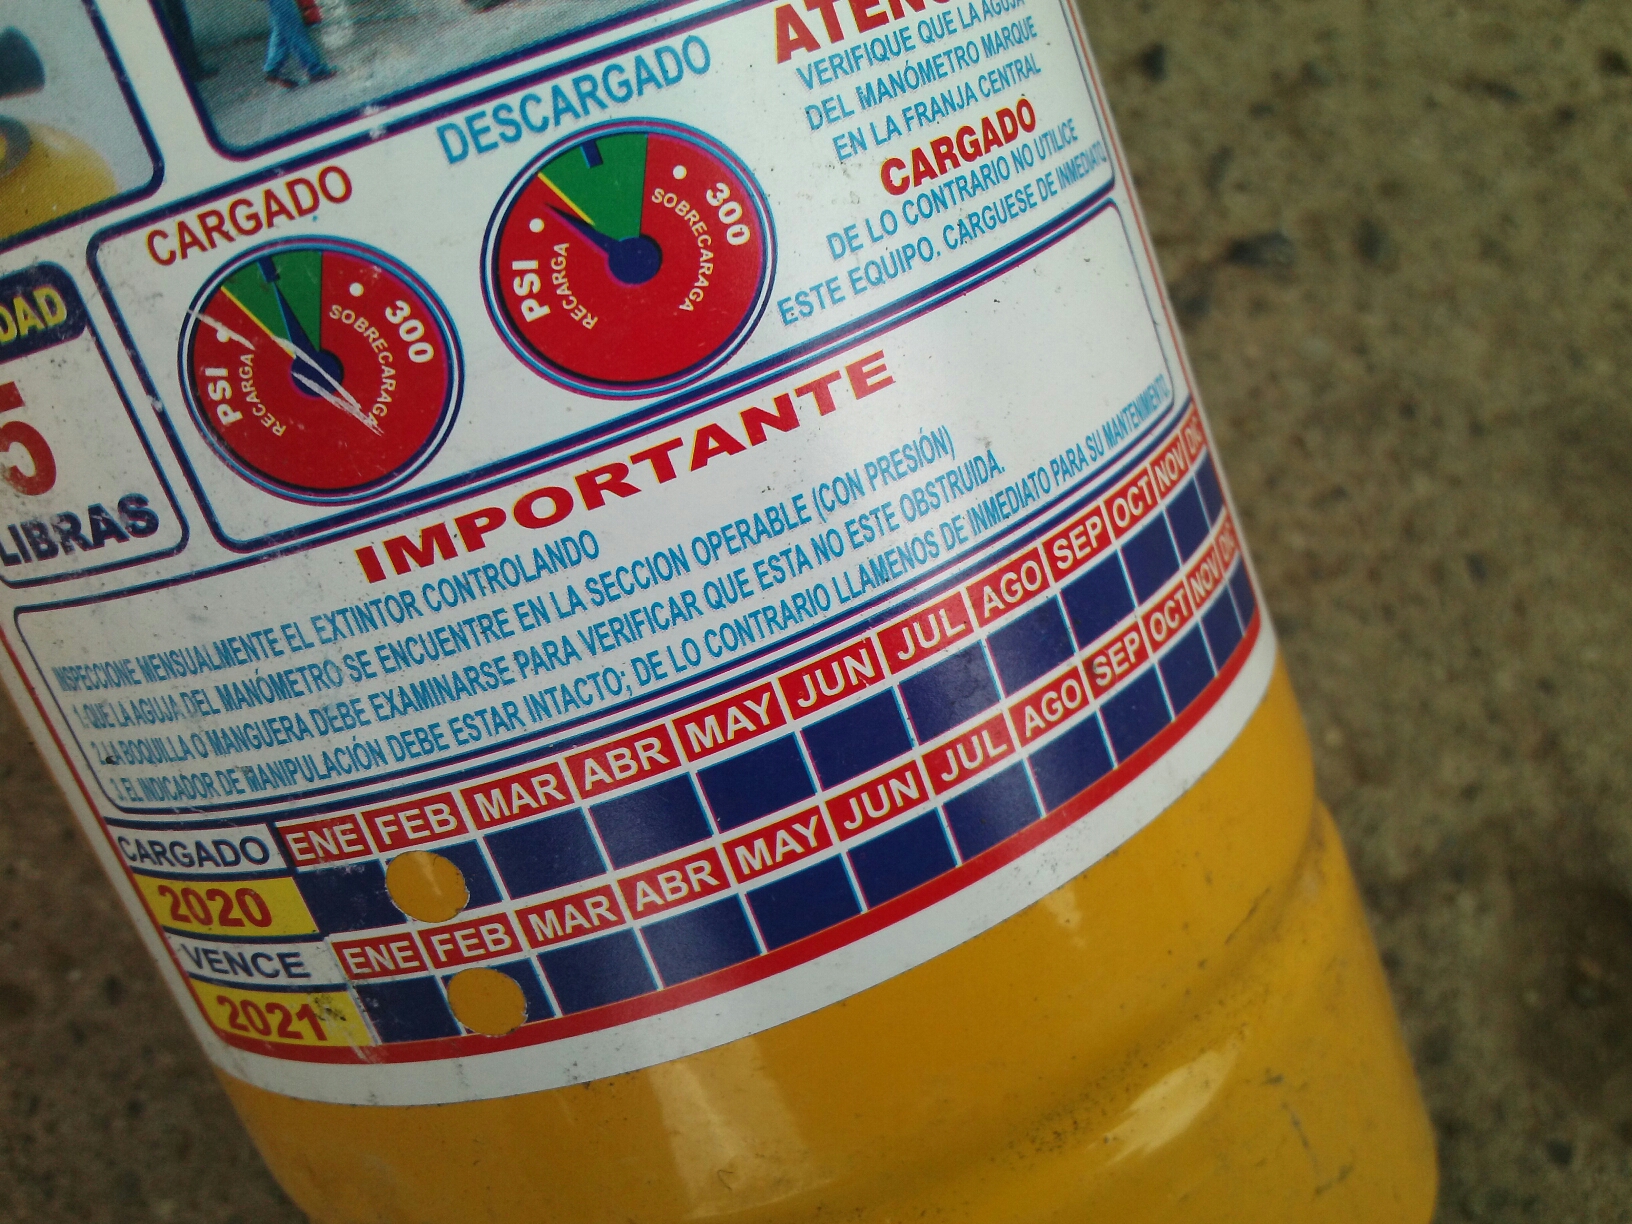 DESCARGADO
CARGADO
PSI
RECARGA
SOBRECARAGA
300
PSI
RECARGA
SOBRECARAGA
300
VERIFIQUE QUE LA AGUJA
DEL MANÓMETRO MARQUE
EN LA FRANJA CENTRAL
CARGADO
DE LO CONTRARIO NO UTILICE
ESTE EQUIPO. CÁRGUESE DE INMEDIATO
5
LIBRAS
IMPORTANTE
INSPECCIONE MENSUALMENTE EL EXTINTOR CONTROLANDO
1. QUE LA AGUJA DEL MANÓMETRO SE ENCUENTRE EN LA SECCION OPERABLE (CON PRESIÓN)
2. LA BOQUILLA O MANGUERA DEBE EXAMINARSE PARA VERIFICAR QUE ESTA NO ESTE OBSTRUIDA.
3. EL INDICADOR DE MANIPULACIÓN DEBE ESTAR INTACTO; DE LO CONTRARIO LLAMENOS DE INMEDIATO PARA SU MANTENIMIENTO.
CARGADO ENE FEB MAR ABR MAY JUN JUL AGO SEP OCT NOV DIC
2020
VENCE ENE FEB MAR ABR MAY JUN JUL AGO SEP OCT NOV DIC
2021